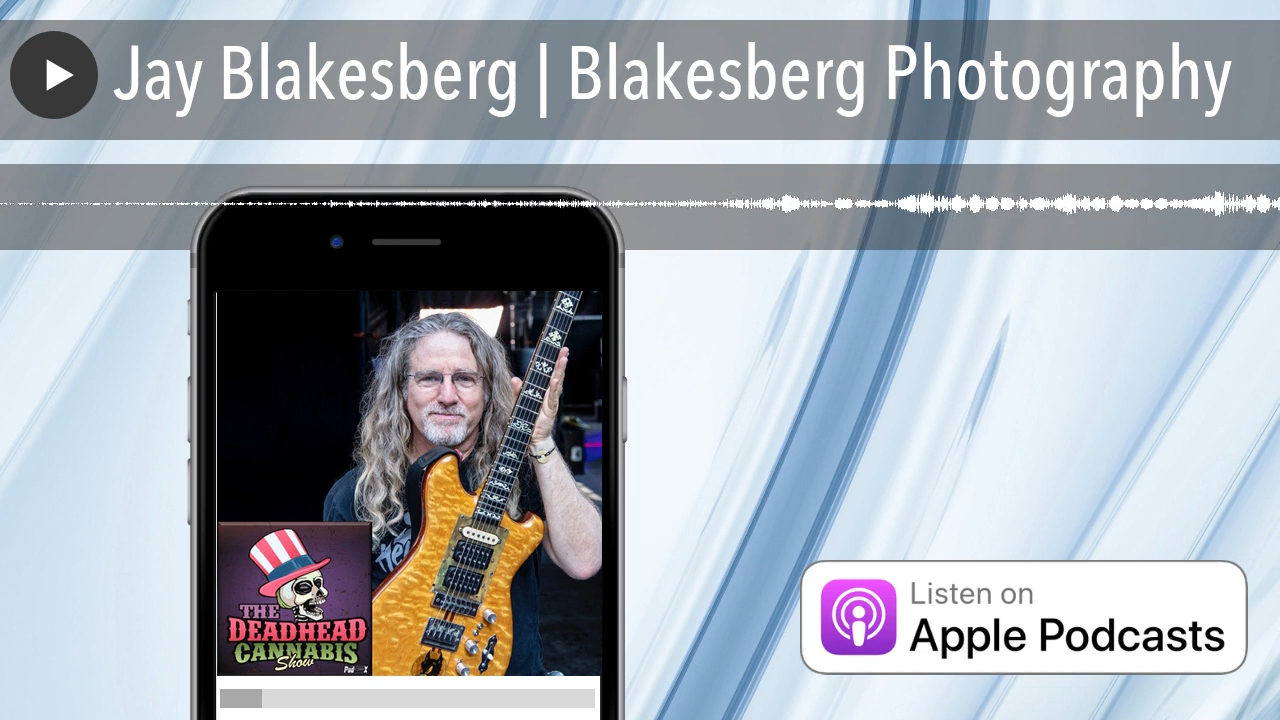 Jay Blakesberg | Blakesberg Photography
THE
DEADHEAD
CANNABIS
Show
Listen on
Apple Podcasts